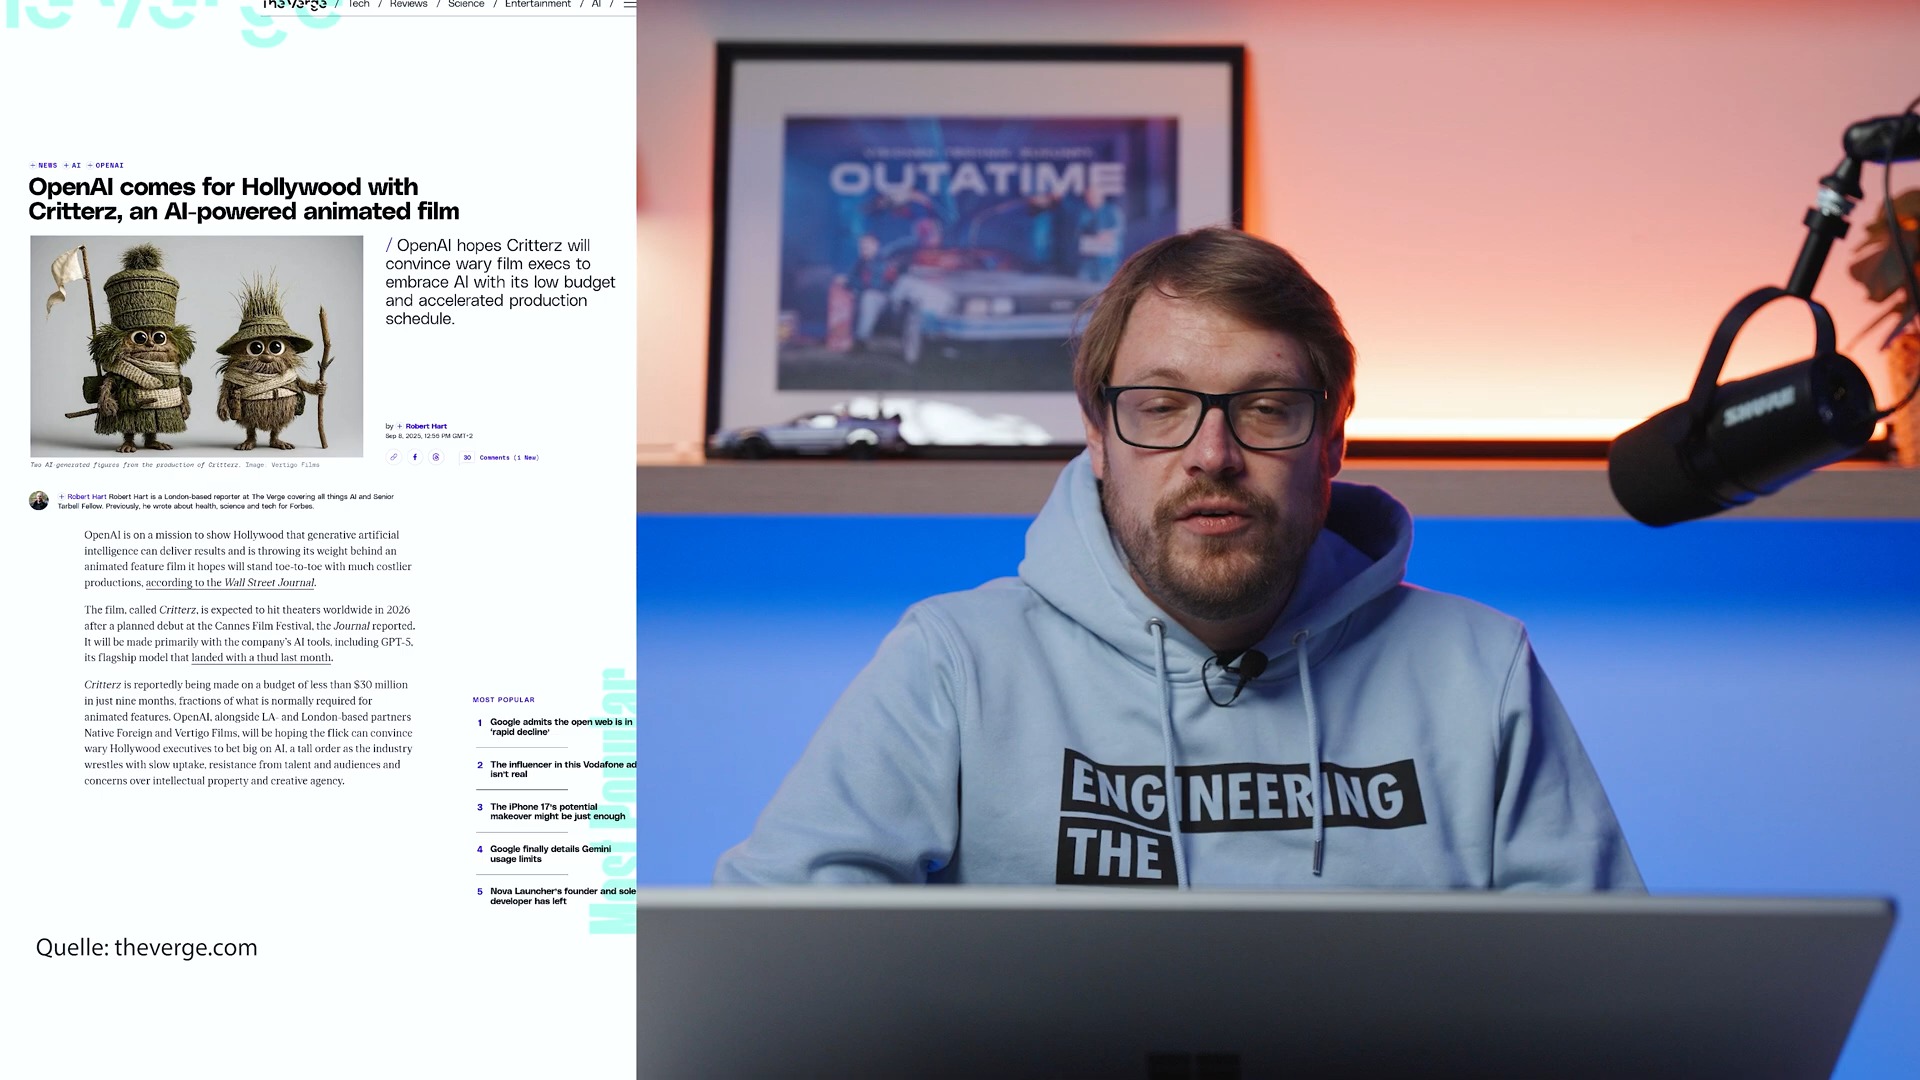 The Verge / Tech / Reviews / Science / Entertainment / AI /
+ NEWS + AI + OPENAI
OpenAI comes for Hollywood with
Critterz, an AI-powered animated film
/ OpenAI hopes Critterz will
convince wary film execs to
embrace AI with its low budget
and accelerated production
schedule.
by + Robert Hart
Sep 8, 2025, 12:55 PM GMT+2
30 Comments (1 New)
Two AI-generated figures from the production of Critterz. Image: Vertigo Films
+ Robert Hart Robert Hart is a London-based reporter at The Verge covering all things AI and Senior
Tarbell Fellow. Previously, he wrote about health, science and tech for Forbes.
OpenAI is on a mission to show Hollywood that generative artificial
intelligence can deliver results and is throwing its weight behind an
animated feature film it hopes will stand toe-to-toe with much costlier
productions, according to the Wall Street Journal.
The film, called Critterz, is expected to hit theaters worldwide in 2026
after a planned debut at the Cannes Film Festival, the Journal reported.
It will be made primarily with the company's AI tools, including GPT-5,
its flagship model that landed with a thud last month.
Critterz is reportedly being made on a budget of less than $30 million
in just nine months, fractions of what is normally required for
animated features. OpenAI, alongside LA- and London-based partners
Native Foreign and Vertigo Films, will be hoping the flick can convince
wary Hollywood executives to bet big on AI, a tall order as the industry
wrestles with slow uptake, resistance from talent and audiences and
concerns over intellectual property and creative agency.
Most Popular
MOST POPULAR
1 Google admits the open web is in
'rapid decline'
2 The influencer in this Vodafone ad
isn't real
3 The iPhone 17's potential
makeover might be just enough
4 Google finally details Gemini
usage limits
5 Nova Launcher's founder and sole
developer has left
Quelle: theverge.com
OUTATIME
SHURE
ENGINEERING
THE